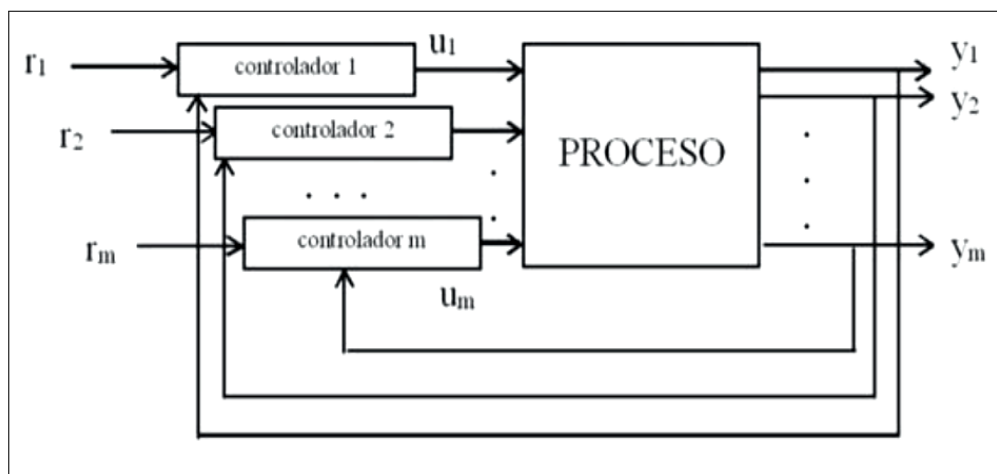 r1
controlador 1
u1
y1
r2
controlador 2
PROCESO
y2
rm
controlador m
um
ym